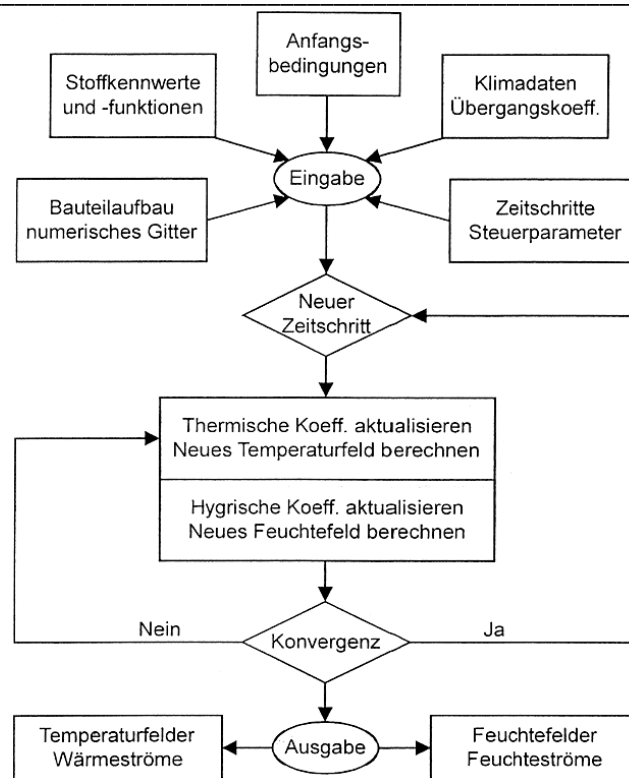 Anfangs-
bedingungen
Stoffkennwerte
und -funktionen
Klimadaten
Übergangskoeff.
Eingabe
Bauteilaufbau
numerisches Gitter
Zeitschritte
Steuerparameter
Neuer
Zeitschritt
Thermische Koeff. aktualisieren
Neues Temperaturfeld berechnen
Hygrische Koeff. aktualisieren
Neues Feuchtefeld berechnen
Nein
Konvergenz
Ja
Temperaturfelder
Wärmeströme
Ausgabe
Feuchtefelder
Feuchteströme